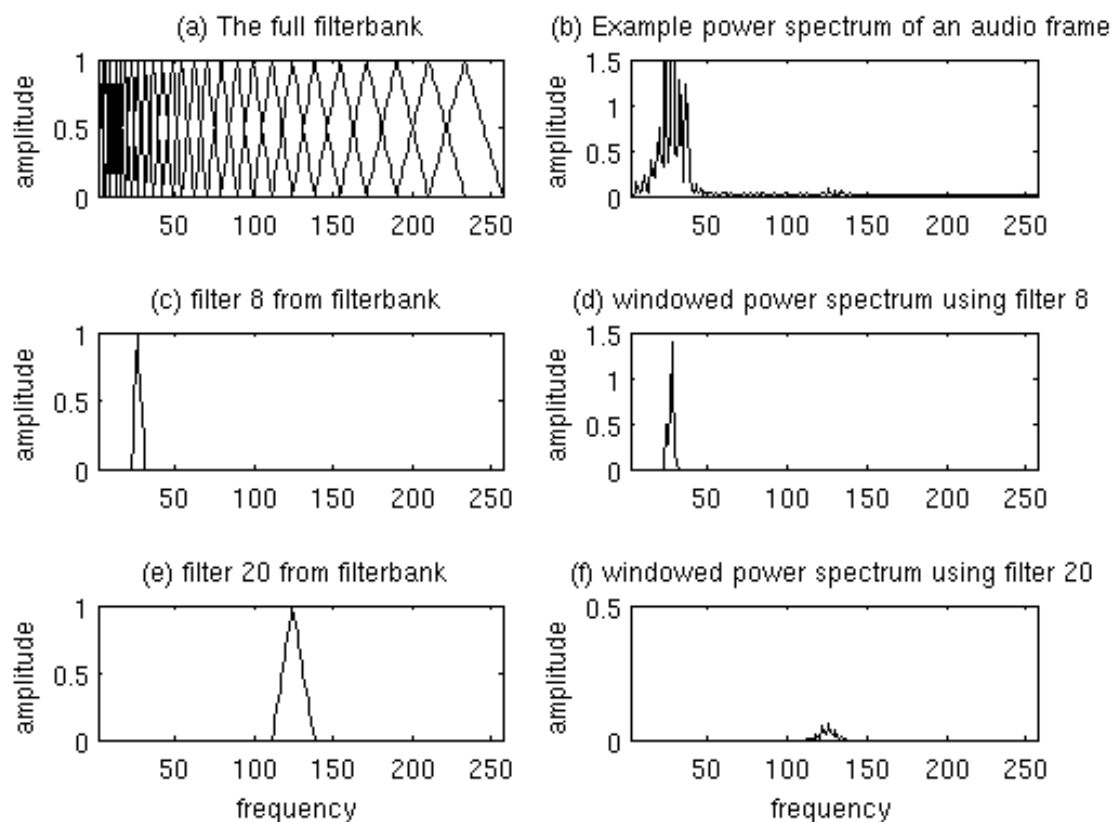 (a) The full filterbank
amplitude
1
0.5
0
50 100 150 200 250
(b) Example power spectrum of an audio frame
amplitude
1.5
1
0.5
0
50 100 150 200 250
(c) filter 8 from filterbank
amplitude
1
0.5
0
50 100 150 200 250
(d) windowed power spectrum using filter 8
amplitude
1.5
1
0.5
0
50 100 150 200 250
(e) filter 20 from filterbank
amplitude
1
0.5
0
50 100 150 200 250
frequency
(f) windowed power spectrum using filter 20
amplitude
0.5
0
50 100 150 200 250
frequency